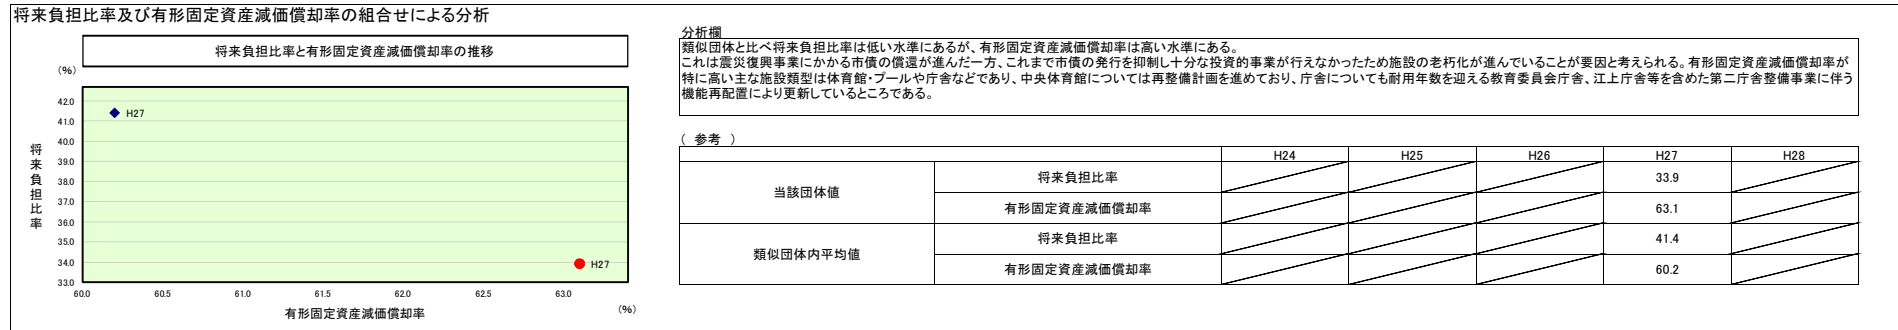 将来負担比率及び有形固定資産減価償却率の組合せによる分析
将来負担比率と有形固定資産減価償却率の推移
(%)
42.0
41.0
40.0
39.0
38.0
37.0
36.0
35.0
34.0
33.0
将来負担比率
H27
H27
60.0 60.5 61.0 61.5 62.0 62.5 63.0
有形固定資産減価償却率
(%)
分析欄
類似団体と比べ将来負担比率は低い水準にあるが、有形固定資産減価償却率は高い水準にある。
これは震災復興事業にかかる市債の償還が進んだ一方、これまで市債の発行を抑制し十分な投資的事業が行えなかったため施設の老朽化が進んでいることが要因と考えられる。有形固定資産減価償却率が
特に高い主な施設類型は体育館・プールや庁舎などであり、中央体育館については再整備計画を進めており、庁舎についても耐用年数を迎える教育委員会庁舎、江上庁舎等を含めた第二庁舎整備事業に伴う
機能再配置により更新しているところである。
( 参考 )
H24 H25 H26 H27 H28
当該団体値 将来負担比率 33.9
有形固定資産減価償却率 63.1
類似団体内平均値 将来負担比率 41.4
有形固定資産減価償却率 60.2